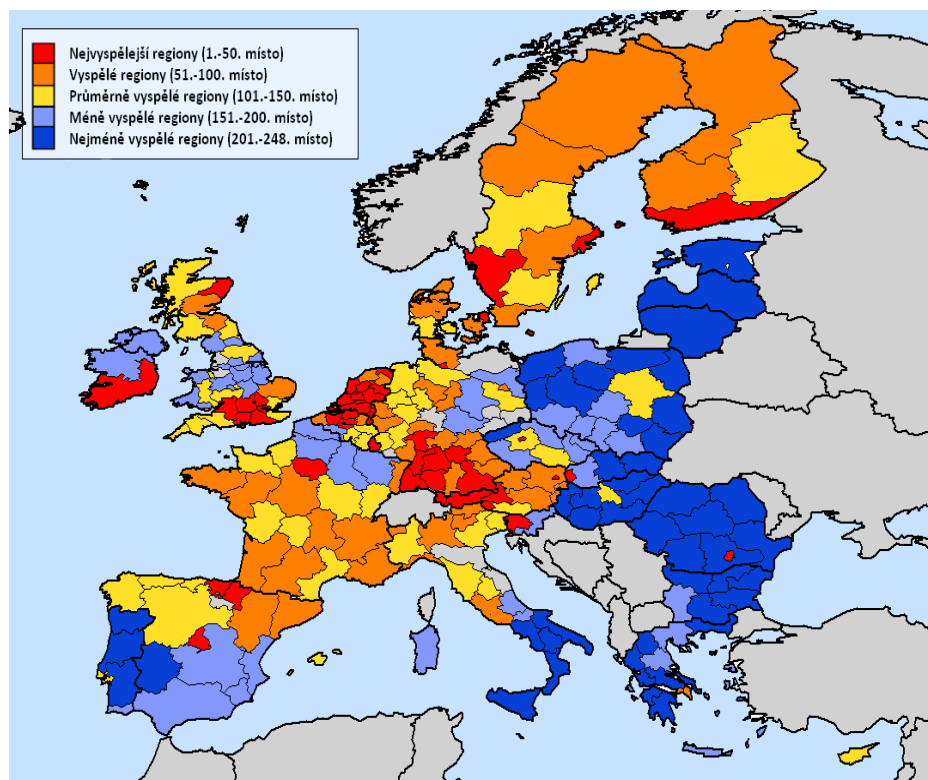 Nejvyspělejší regiony (1.-50. místo)
Vyspělé regiony (51.-100. místo)
Průměrně vyspělé regiony (101.-150. místo)
Méně vyspělé regiony (151.-200. místo)
Nejméně vyspělé regiony (201.-248. místo)